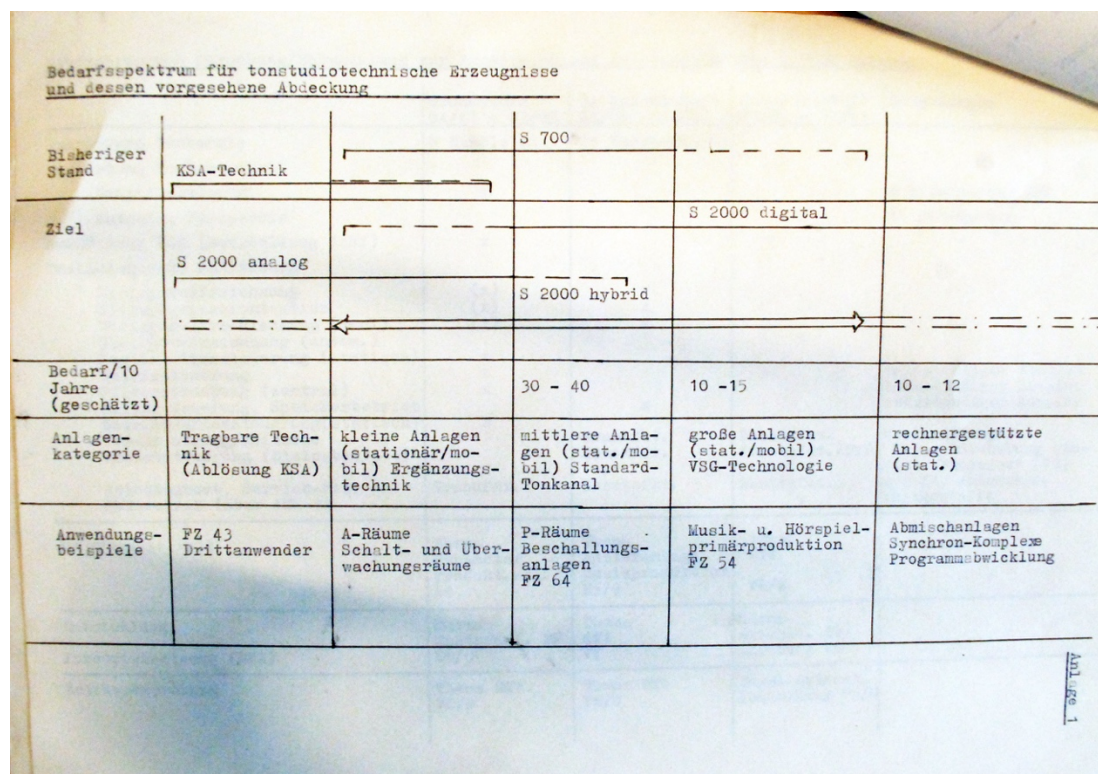 Bedarfsspektrum für tonstudiotechnische Erzeugnisse
und dessen vorgesehene Abdeckung
S 700
Bisheriger
Stand
KSA-Technik
S 2000 digital
Ziel
S 2000 analog
S 2000 hybrid
Bedarf/10
Jahre
(geschätzt)
30 - 40
10 -15
10 - 12
Anlagen-
kategorie
Tragbare Tech-
nik
(Ablösung KSA)
kleine Anlagen
(stationär/mo-
bil) Ergänzungs-
technik
mittlere Anla-
gen (stat./mo-
bil) Standard-
Tonkanal
große Anlagen
(stat./mobil)
VSG-Technologie
rechnergestützte
Anlagen
(stat.)
Anwendungs-
beispiele
FZ 43
Drittanwender
A-Räume
Schalt- und Über-
wachungsräume
P-Räume
Beschallungs-
anlagen
FZ 64
Musik- u. Hörspiel-
primärproduktion
FZ 54
Abmischanlagen
Synchron-Komplexe
Programmabwicklung
Anlage 1